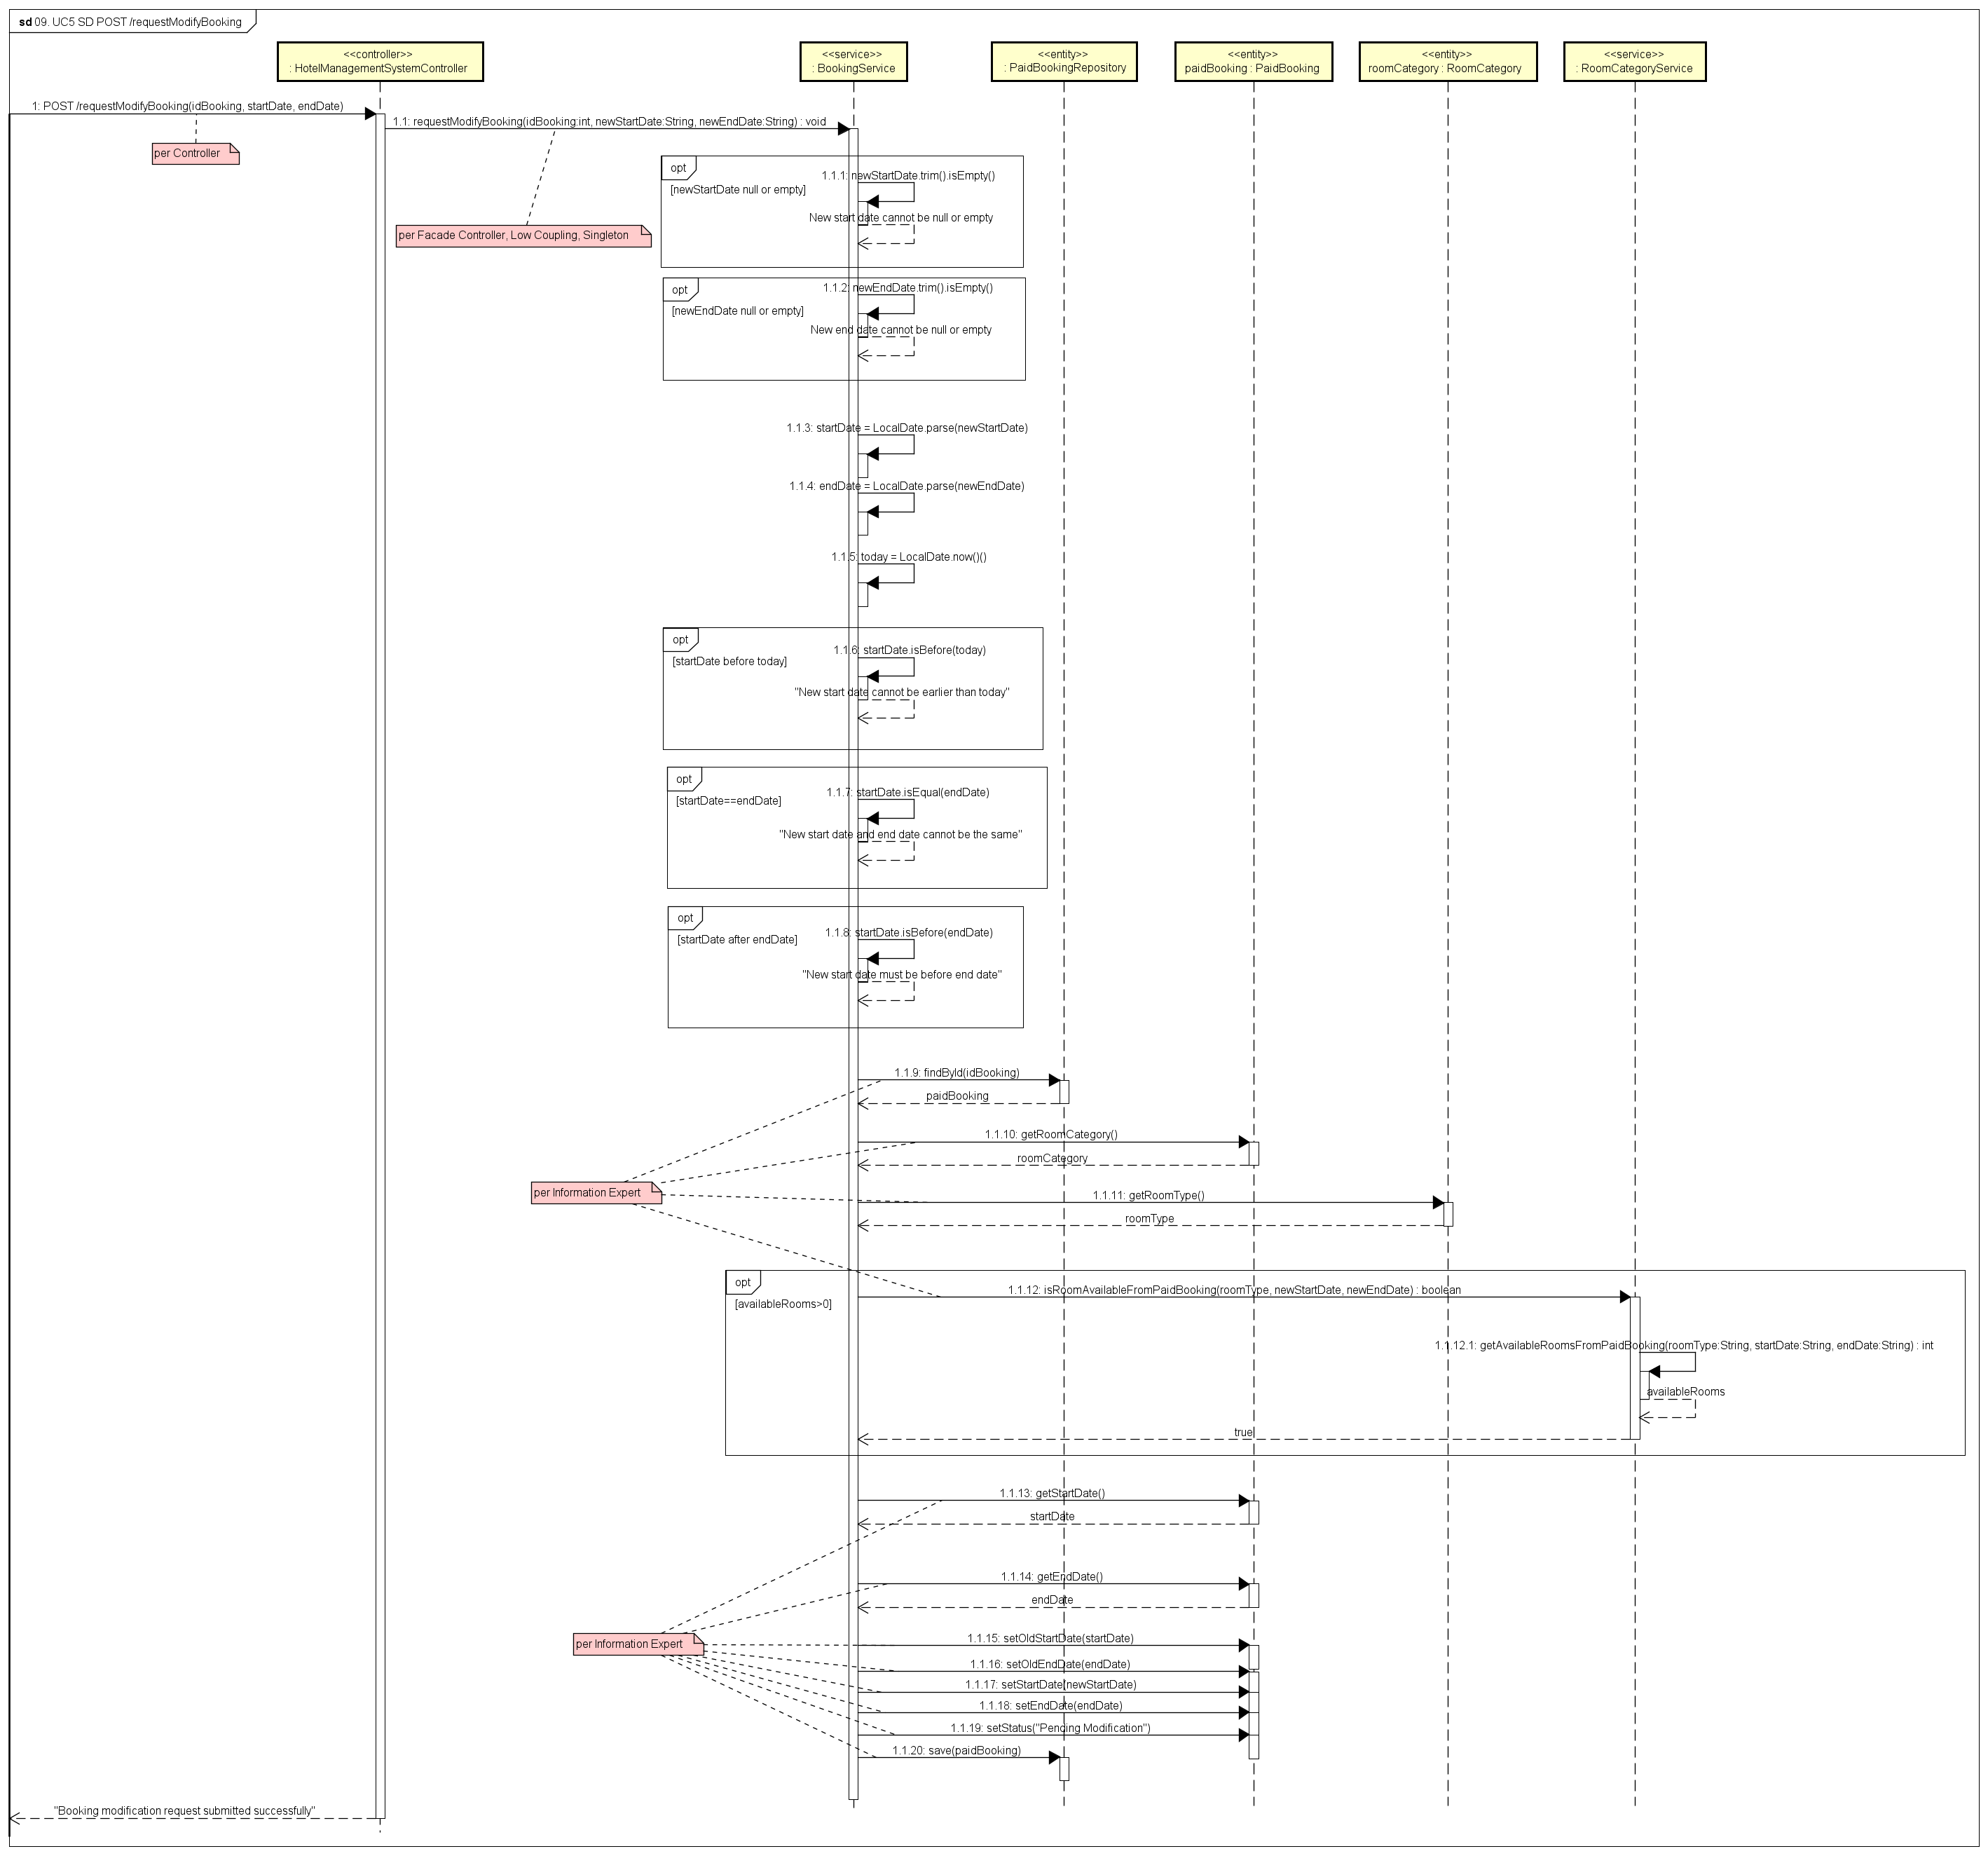 sd 09. UC5 SD POST /requestModifyBooking
<<controller>>
: HotelManagementSystemController
<<service>>
: BookingService
<<entity>>
: PaidBookingRepository
<<entity>>
paidBooking : PaidBooking
<<entity>>
roomCategory : RoomCategory
<<service>>
: RoomCategoryService
1: POST /requestModifyBooking(idBooking, startDate, endDate)
1.1: requestModifyBooking(idBooking:int, newStartDate:String, newEndDate:String) : void
per Controller
per Facade Controller, Low Coupling, Singleton
opt
1.1.1: newStartDate.trim().isEmpty()
[newStartDate null or empty]
New start date cannot be null or empty
opt
1.1.2: newEndDate.trim().isEmpty()
[newEndDate null or empty]
New end date cannot be null or empty
1.1.3: startDate = LocalDate.parse(newStartDate)
1.1.4: endDate = LocalDate.parse(newEndDate)
1.1.5: today = LocalDate.now()()
opt
1.1.6: startDate.isBefore(today)
[startDate before today]
"New start date cannot be earlier than today"
opt
1.1.7: startDate.isEqual(endDate)
[startDate==endDate]
"New start date and end date cannot be the same"
opt
1.1.8: startDate.isBefore(endDate)
[startDate after endDate]
"New start date must be before end date"
1.1.9: findById(idBooking)
paidBooking
1.1.10: getRoomCategory()
roomCategory
per Information Expert
1.1.11: getRoomType()
roomType
opt
1.1.12: isRoomAvailableFromPaidBooking(roomType, newStartDate, newEndDate) : boolean
[availableRooms>0]
1.1.12.1: getAvailableRoomsFromPaidBooking(roomType:String, startDate:String, endDate:String) : int
availableRooms
true
1.1.13: getStartDate()
startDate
1.1.14: getEndDate()
endDate
per Information Expert
1.1.15: setOldStartDate(startDate)
1.1.16: setOldEndDate(endDate)
1.1.17: setStartDate(newStartDate)
1.1.18: setEndDate(endDate)
1.1.19: setStatus("Pending Modification")
1.1.20: save(paidBooking)
"Booking modification request submitted successfully"